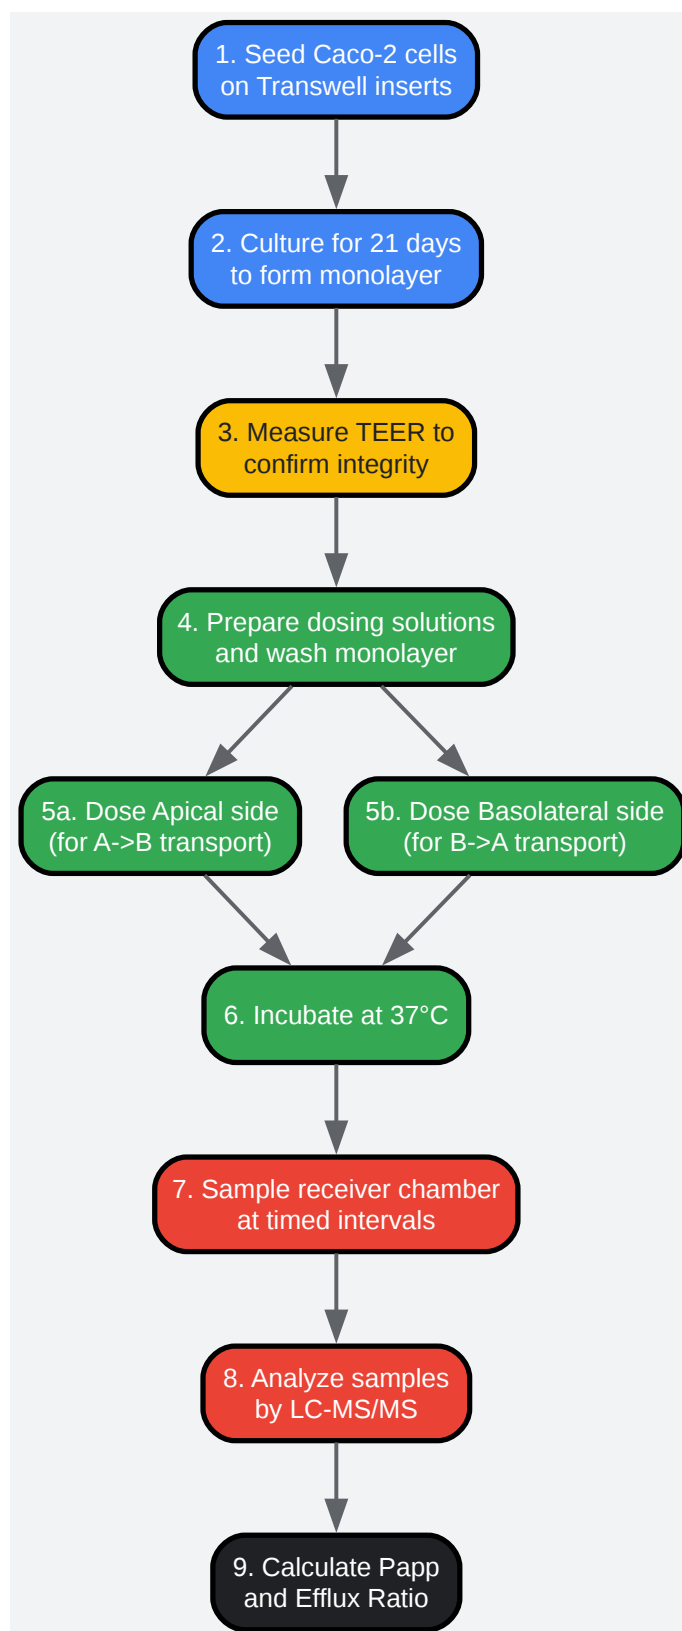 1. Seed Caco-2 cells
on Transwell inserts
2. Culture for 21 days
to form monolayer
3. Measure TEER to
confirm integrity
4. Prepare dosing solutions
and wash monolayer
5a. Dose Apical side
(for A->B transport)
5b. Dose Basolateral side
(for B->A transport)
6. Incubate at 37°C
7. Sample receiver chamber
at timed intervals
8. Analyze samples
by LC-MS/MS
9. Calculate Papp
and Efflux Ratio